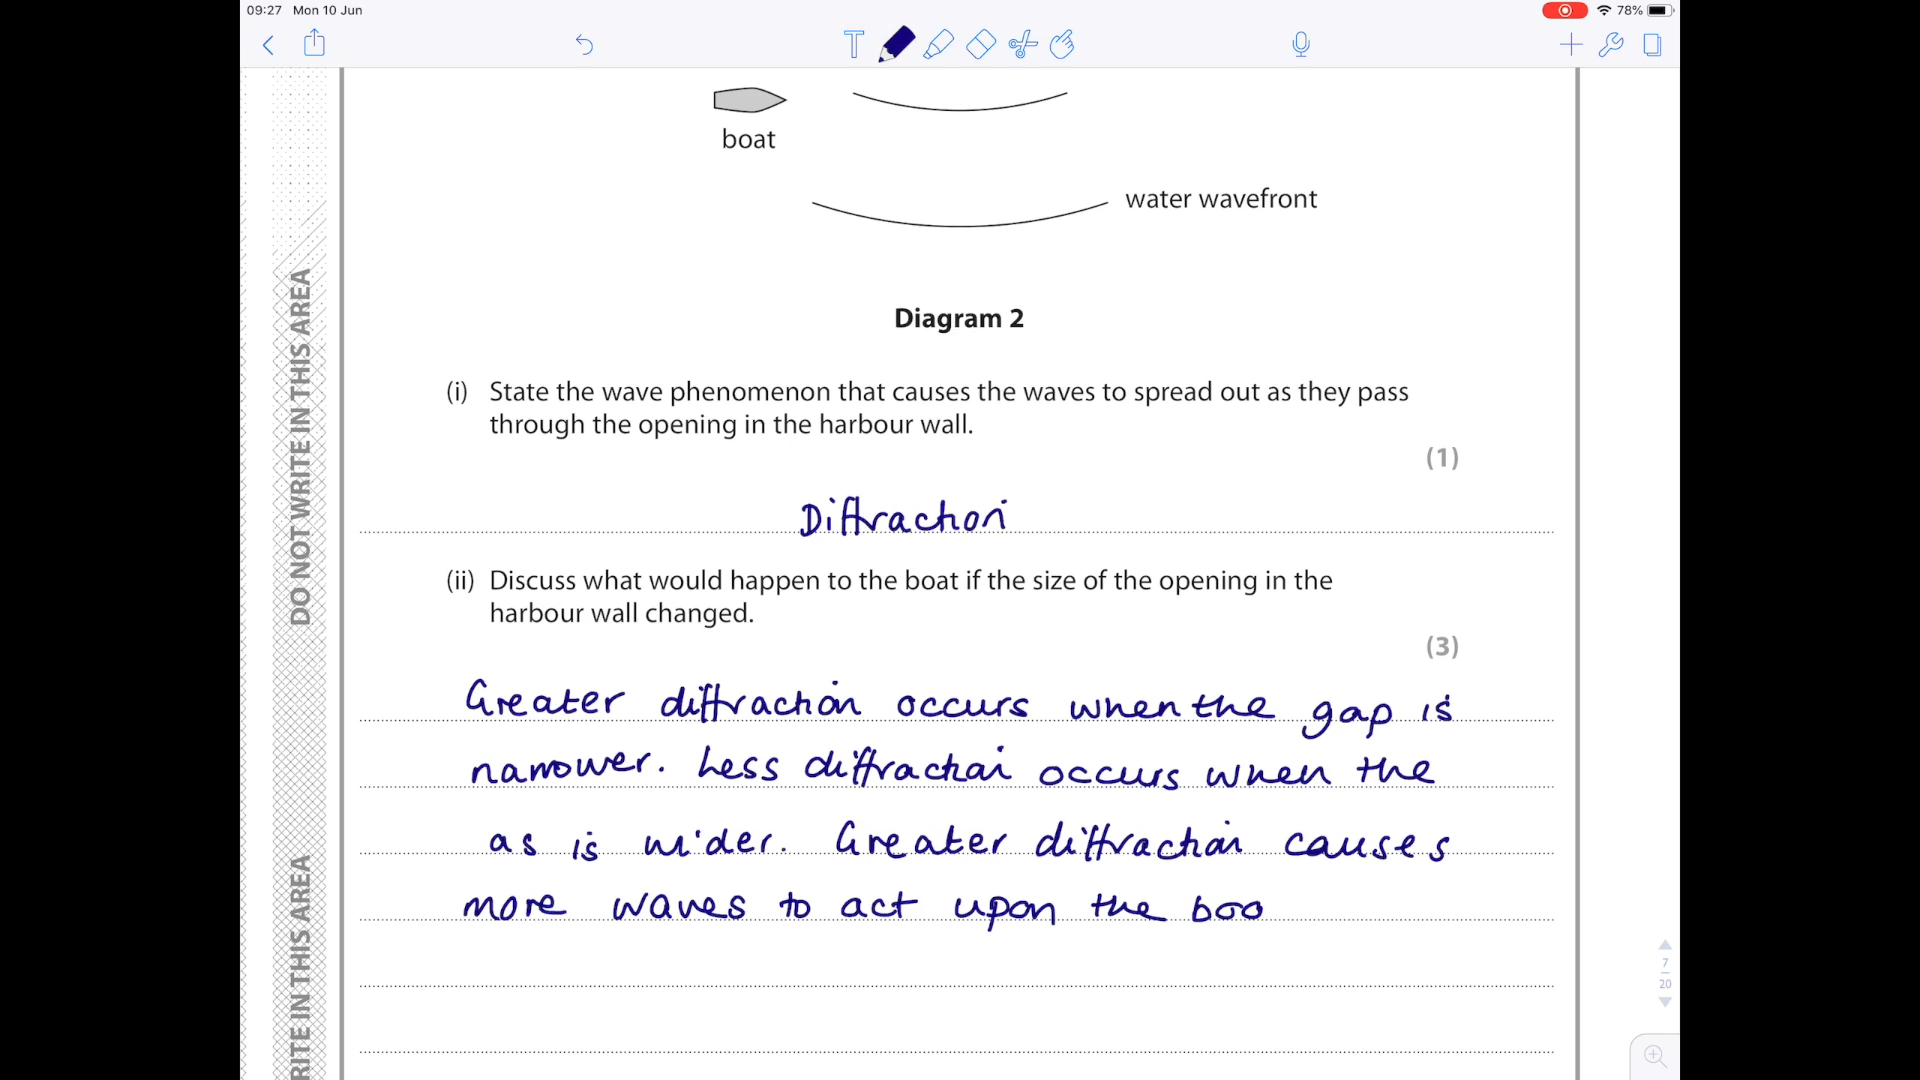 09:27 Mon 10 Jun
78%
T
boat
water wavefront
Diagram 2
(i) State the wave phenomenon that causes the waves to spread out as they pass
through the opening in the harbour wall.
(1)
Diffraction
(ii) Discuss what would happen to the boat if the size of the opening in the
harbour wall changed.
(3)
Greater diffraction occurs when the gap is
narrower. Less diffraction occurs when the
as is wider. Greater diffraction causes
more waves to act upon the boa
7
20
DO NOT WRITE IN THIS AREA
RITE IN THIS AREA